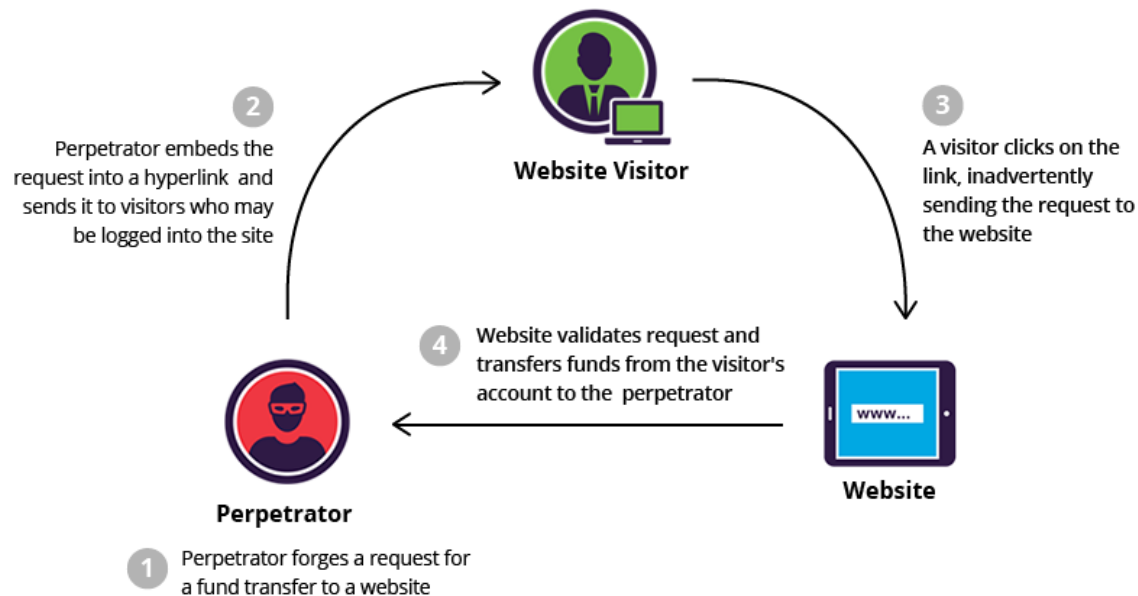 1
Perpetrator forges a request for
a fund transfer to a website
Perpetrator
2
Perpetrator embeds the
request into a hyperlink and
sends it to visitors who may
be logged into the site
Website Visitor
3
A visitor clicks on the
link, inadvertently
sending the request to
the website
www...
Website
4
Website validates request and
transfers funds from the visitor's
account to the perpetrator